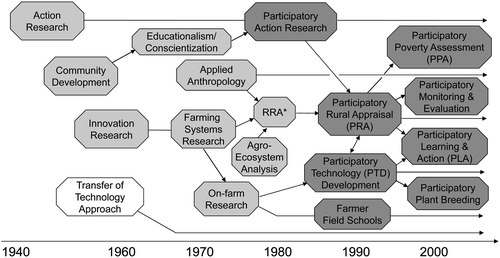 Action
Research
Educationalism/
Conscientization
Participatory
Action Research
Participatory
Poverty Assessment
(PPA)
Community
Development
Applied
Anthropology
Participatory
Monitoring &
Evaluation
Innovation
Research
Farming
Systems
Research
RRA*
Participatory
Rural Appraisal
(PRA)
Agro-
Ecosystem
Analysis
Participatory
Learning
& Action (PLA)
Transfer of
Technology
Approach
On-farm
Research
Participatory
Technology (PTD)
Development
Participatory
Plant Breeding
Farmer
Field Schools
1940 1960 1970 1980 1990 2000